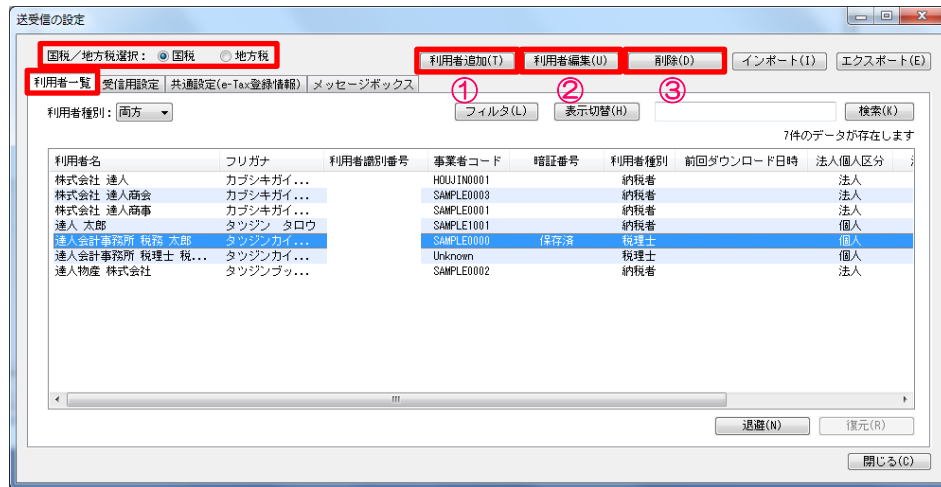 送受信の設定
国税/地方税選択: 国税 地方税
利用者追加(T) 利用者編集(U) 削除(D) インポート(I) エクスポート(E)
利用者一覧 受信用設定 共通設定(e-Tax登録情報) メッセージボックス
① ② ③
利用者種別: 両方 フィルタ(L) 表示切替(H) 検索(K)
7件のデータが存在します
利用者名 フリガナ 利用者識別番号 事業者コード 暗証番号 利用者種別 前回ダウンロード日時 法人個人区分
株式会社 達人 カブシキガイ... HOUJIN0001 納税者 法人
株式会社 達人商会 カブシキガイ... SAMPLE0003 納税者 法人
株式会社 達人商事 カブシキガイ... SAMPLE0001 納税者 法人
達人 太郎 タツジン タロウ SAMPLE1001 納税者 個人
達人会計事務所 税務 太郎 タツジンカイ... SAMPLE0000 保存済 税理士 個人
達人会計事務所 税理士 税... タツジンカイ... Unknown 税理士 個人
達人物産 株式会社 タツジンブッ... SAMPLE0002 納税者 法人
退避(N) 復元(R)
閉じる(C)